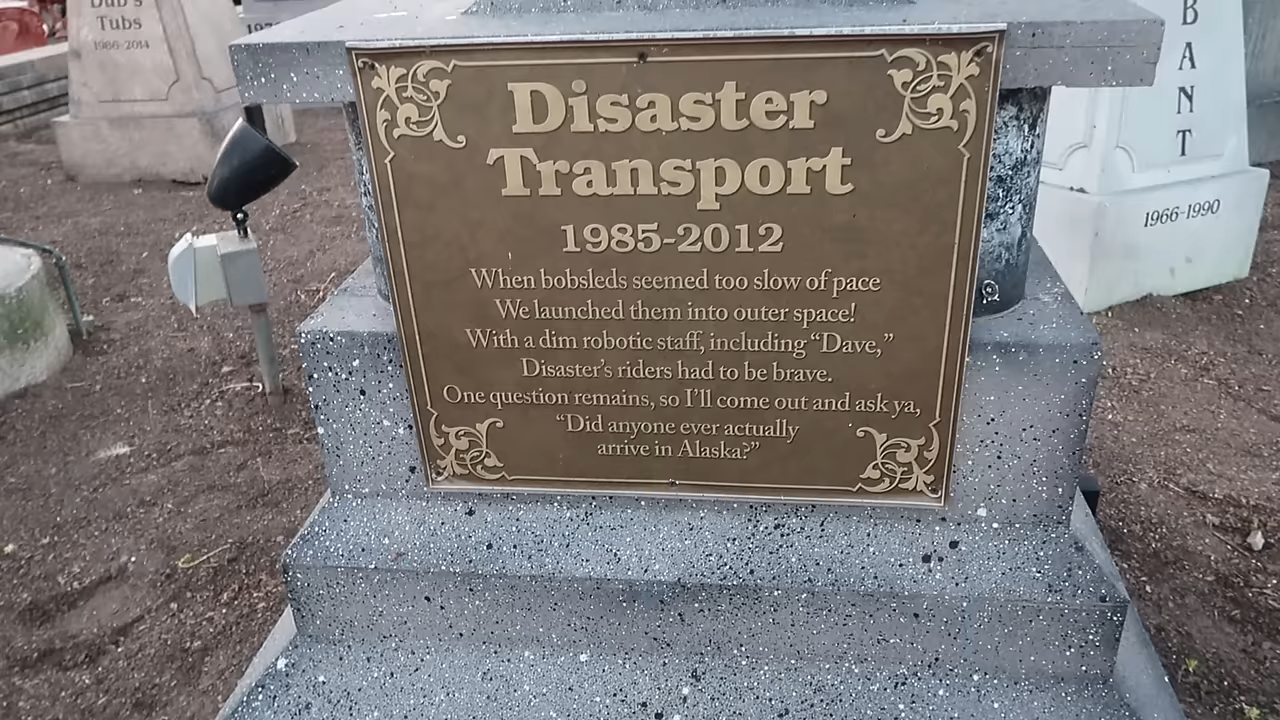 Dub's
Tubs
1986-2014
Disaster
Transport
1985-2012
When bobsleds seemed too slow of pace
We launched them into outer space!
With a dim robotic staff, including “Dave,”
Disaster's riders had to be brave.
One question remains, so I'll come out and ask ya,
“Did anyone ever actually
arrive in Alaska?”
B
A
N
T
1966-1990